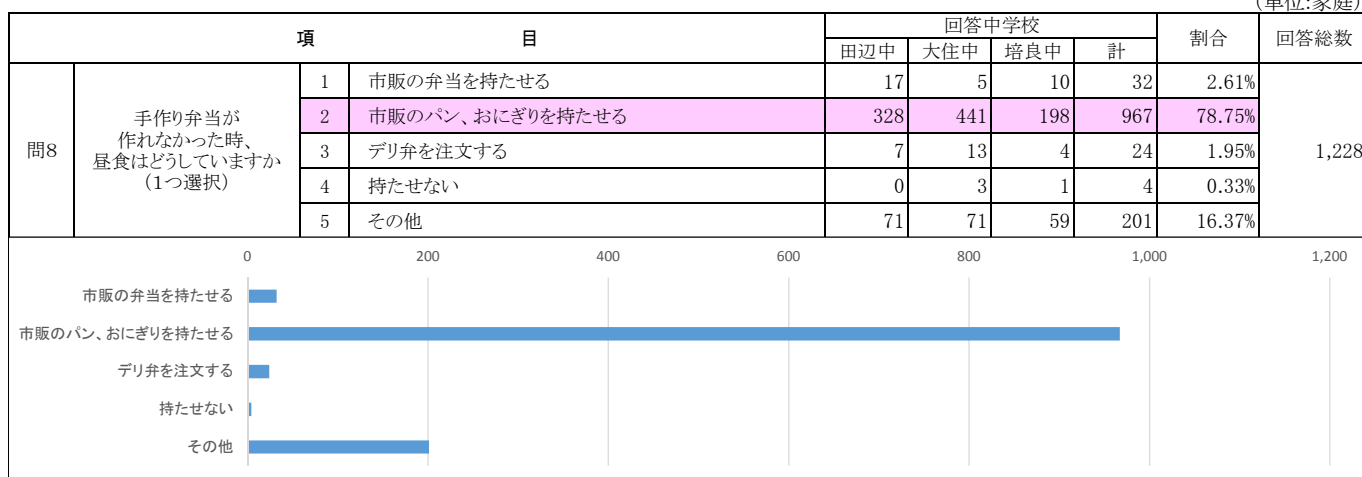 (単位:家庭)
項 目 回答中学校 割合 回答総数
田辺中 大住中 培良中 計
問8 手作り弁当が
作れなかった時、
昼食はどうしていますか
(1つ選択)
1 市販の弁当を持たせる 17 5 10 32 2.61%
2 市販のパン、おにぎりを持たせる 328 441 198 967 78.75%
3 デリ弁を注文する 7 13 4 24 1.95% 1,228
4 持たせない 0 3 1 4 0.33%
5 その他 71 71 59 201 16.37%
0 200 400 600 800 1,000 1,200
市販の弁当を持たせる
市販のパン、おにぎりを持たせる
デリ弁を注文する
持たせない
その他